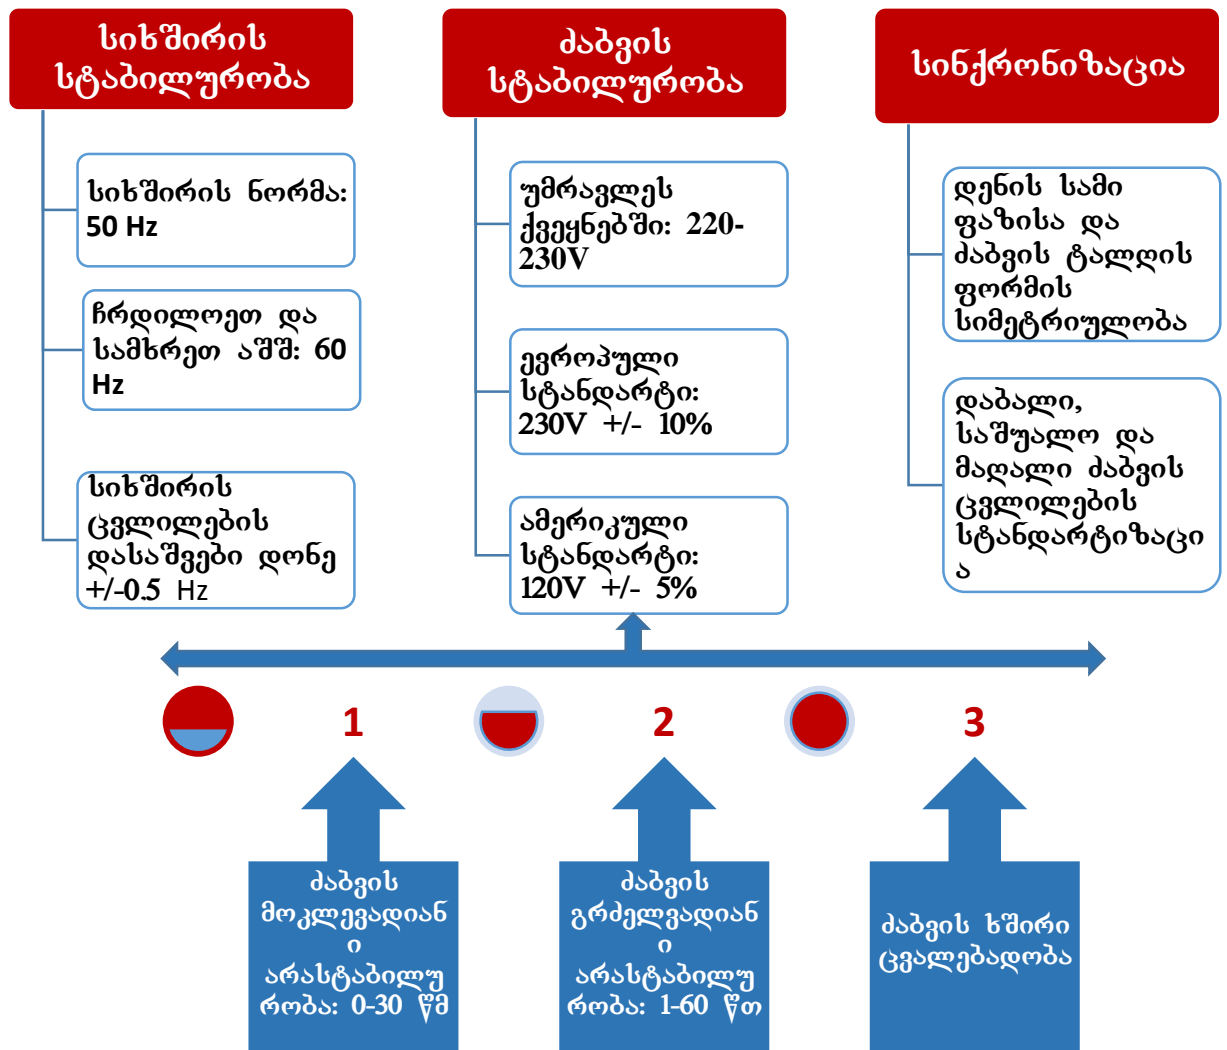 სიხშირის
სტაბილურობა
სიხშირის ნორმა:
50 Hz
ჩრდილოეთ და
სამხრეთ აშშ: 60
Hz
სიხშირის
ცვლილების
დასაშვები დონე
+/-0.5 Hz
ძაბვის
სტაბილურობა
უმრავლეს
ქვეყნებში: 220-
230V
ევროპული
სტანდარტი:
230V +/- 10%
ამერიკული
სტანდარტი:
120V +/- 5%
სინქრონიზაცია
დენის სამი
ფაზისა და
ძაბვის ტალღის
ფორმის
სიმეტრიულობა
დაბალი,
საშუალო და
მაღალი ძაბვის
ცვლილების
სტანდარტიზაცი
ა
1
2
3
ძაბვის
მოკლევადიან
ი
არასტაბილუ
რობა: 0-30 წმ
ძაბვის
გრძელვადიან
ი
არასტაბილუ
რობა: 1-60 წთ
ძაბვის ხშირი
ცვალებადობა